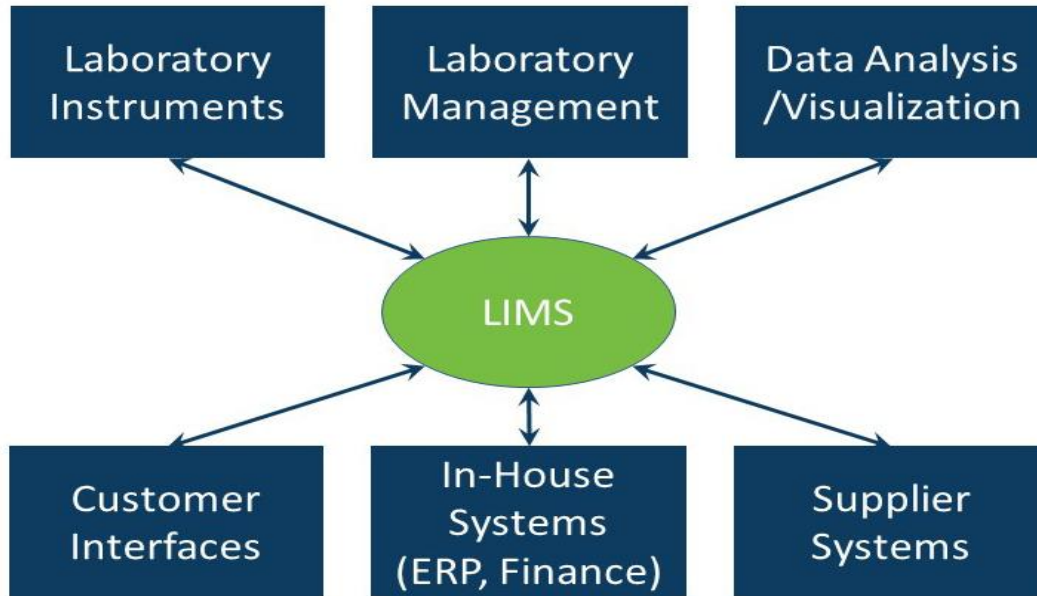 Laboratory
Instruments
Laboratory
Management
Data Analysis
/Visualization
LIMS
Customer
Interfaces
In-House
Systems
(ERP, Finance)
Supplier
Systems